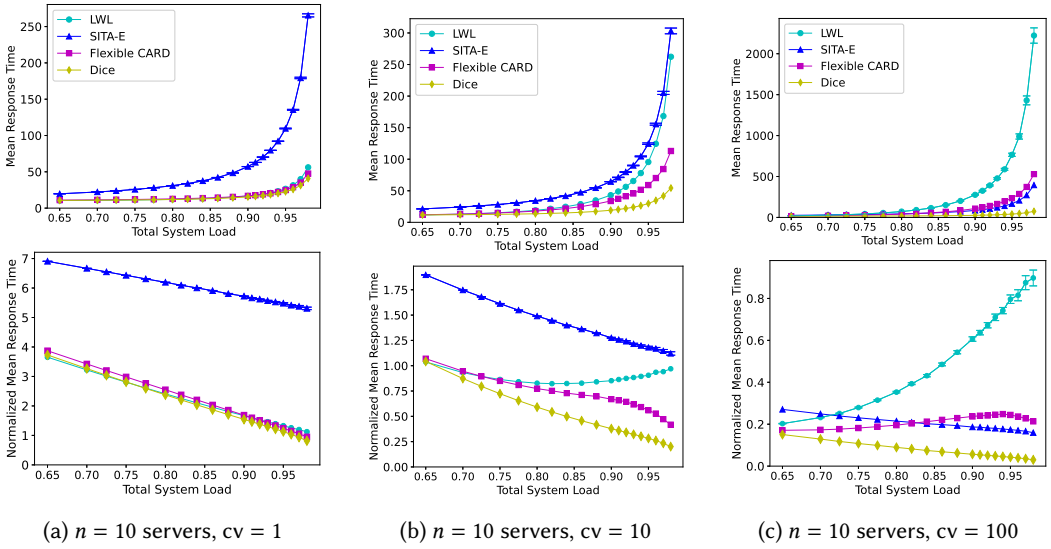 LWL
SITA-E
Flexible CARD
Dice
Mean Response Time
250
200
150
100
50
0
0.65 0.70 0.75 0.80 0.85 0.90 0.95
Total System Load
LWL
SITA-E
Flexible CARD
Dice
Mean Response Time
300
250
200
150
100
50
0
0.65 0.70 0.75 0.80 0.85 0.90 0.95
Total System Load
LWL
SITA-E
Flexible CARD
Dice
Mean Response Time
2000
1500
1000
500
0
0.65 0.70 0.75 0.80 0.85 0.90 0.95
Total System Load
Normalized Mean Response Time
7
6
5
4
3
2
1
0
0.65 0.70 0.75 0.80 0.85 0.90 0.95
Total System Load
Normalized Mean Response Time
1.75
1.50
1.25
1.00
0.75
0.50
0.25
0.00
0.65 0.70 0.75 0.80 0.85 0.90 0.95
Total System Load
Normalized Mean Response Time
0.8
0.6
0.4
0.2
0.0
0.65 0.70 0.75 0.80 0.85 0.90 0.95
Total System Load
(a) n = 10 servers, cv = 1
(b) n = 10 servers, cv = 10
(c) n = 10 servers, cv = 100